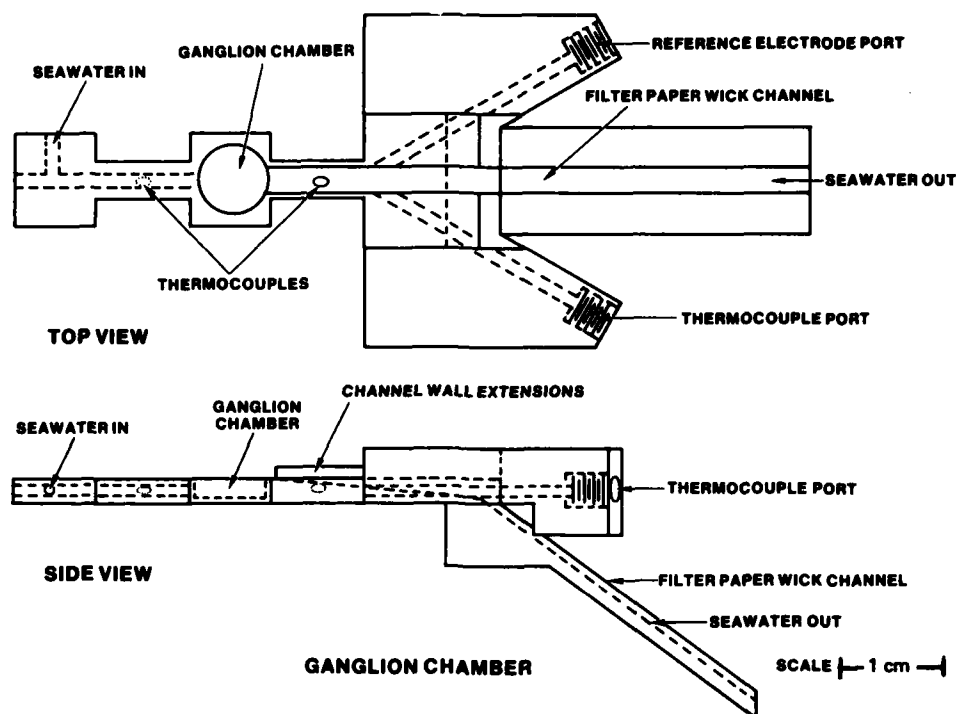 GANGLION CHAMBER
SEAWATER IN
REFERENCE ELECTRODE PORT
FILTER PAPER WICK CHANNEL
SEAWATER OUT
THERMOCOUPLES
THERMOCOUPLE PORT
TOP VIEW
CHANNEL WALL EXTENSIONS
GANGLION
CHAMBER
SEAWATER IN
THERMOCOUPLE PORT
SIDE VIEW
FILTER PAPER WICK CHANNEL
SEAWATER OUT
GANGLION CHAMBER
SCALE 1 cm